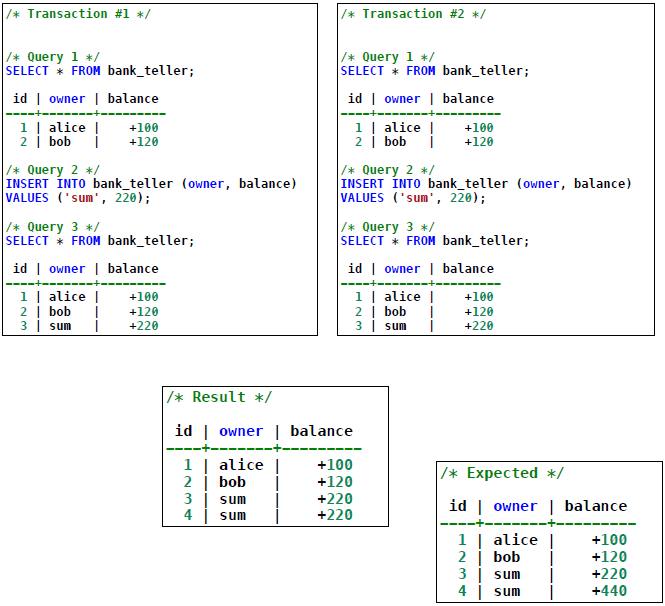 /* Transaction #1 */
/* Query 1 */
SELECT * FROM bank_teller;
 id | owner | balance
----+-------+---------
  1 | alice |    +100
  2 | bob   |    +120
/* Query 2 */
INSERT INTO bank_teller (owner, balance)
VALUES ('sum', 220);
/* Query 3 */
SELECT * FROM bank_teller;
 id | owner | balance
----+-------+---------
  1 | alice |    +100
  2 | bob   |    +120
  3 | sum   |    +220
/* Transaction #2 */
/* Query 1 */
SELECT * FROM bank_teller;
 id | owner | balance
----+-------+---------
  1 | alice |    +100
  2 | bob   |    +120
/* Query 2 */
INSERT INTO bank_teller (owner, balance)
VALUES ('sum', 220);
/* Query 3 */
SELECT * FROM bank_teller;
 id | owner | balance
----+-------+---------
  1 | alice |    +100
  2 | bob   |    +120
  3 | sum   |    +220
/* Result */
 id | owner | balance
----+-------+---------
  1 | alice |    +100
  2 | bob   |    +120
  3 | sum   |    +220
  4 | sum   |    +220
/* Expected */
 id | owner | balance
----+-------+---------
  1 | alice |    +100
  2 | bob   |    +120
  3 | sum   |    +220
  4 | sum   |    +440